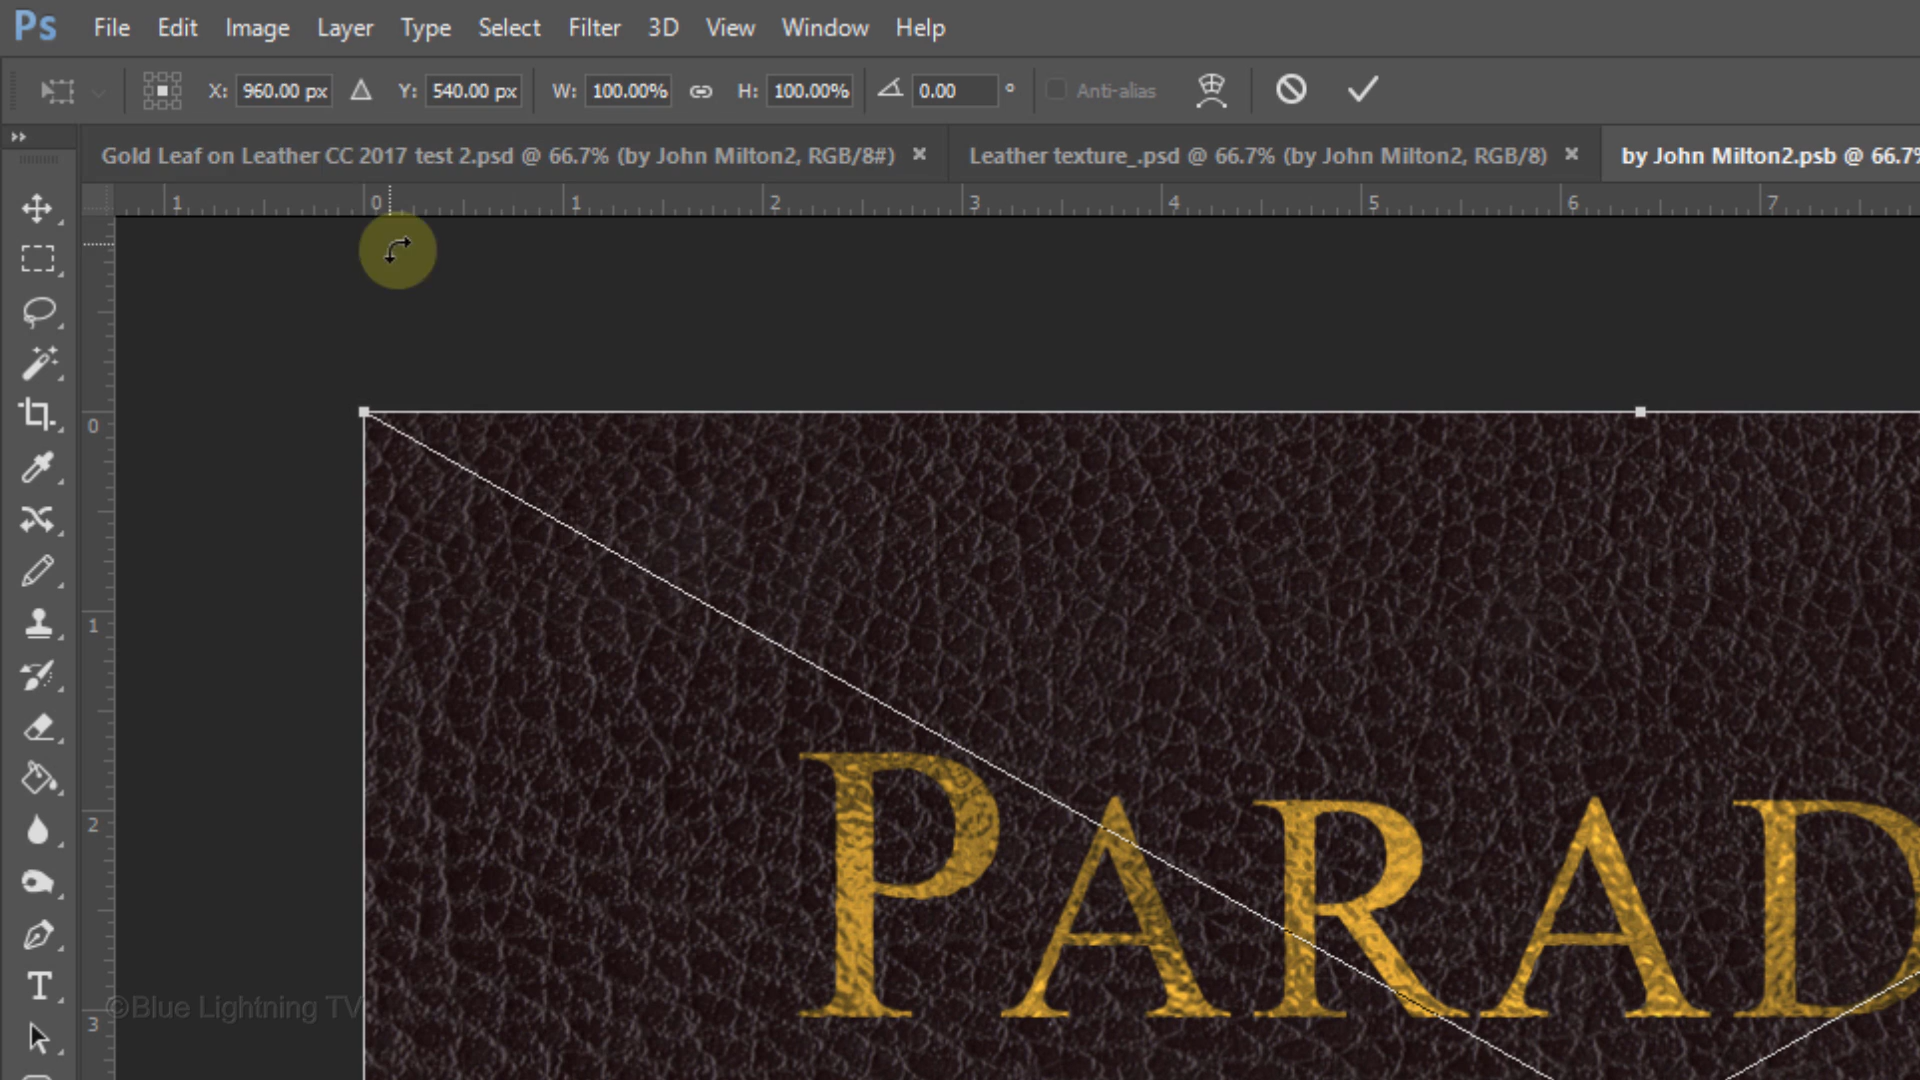 Ps File Edit Image Layer Type Select Filter 3D View Window Help
X: 960.00 px Y: 540.00 px W: 100.00% H: 100.00% 0.00 ° Anti-alias
Gold Leaf on Leather CC 2017 test 2.psd @ 66.7% (by John Milton2, RGB/8#) × Leather texture_.psd @ 66.7% (by John Milton2, RGB/8) × by John Milton2.psb @ 66.7%
1 0 1 2 3 4 5 6 7
0
1
2
3
PARAD
T
©Blue Lightning TV